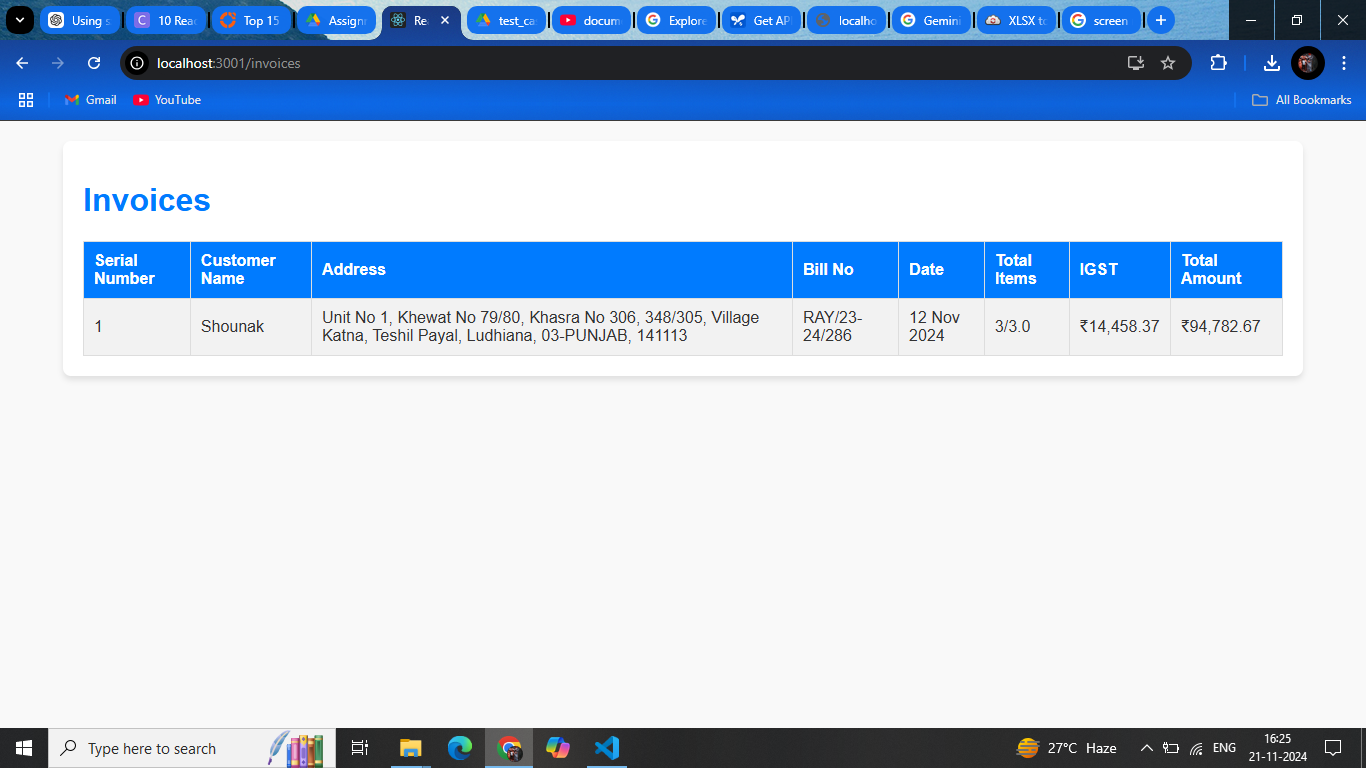 Using s
10 Reac
Top 15
Assignr
Re
test_ca
docum
Explore
Get AP
localho
Gemini
XLSX to
screen
localhost:3001/invoices
Gmail
YouTube
All Bookmarks
Invoices
Serial Number
Customer Name
Address
Bill No
Date
Total Items
IGST
Total Amount
1
Shounak
Unit No 1, Khewat No 79/80, Khasra No 306, 348/305, Village
Katna, Teshil Payal, Ludhiana, 03-PUNJAB, 141113
RAY/23-
24/286
12 Nov
2024
3/3.0
₹14,458.37
₹94,782.67
Type here to search
27°C Haze
ENG
16:25
21-11-2024